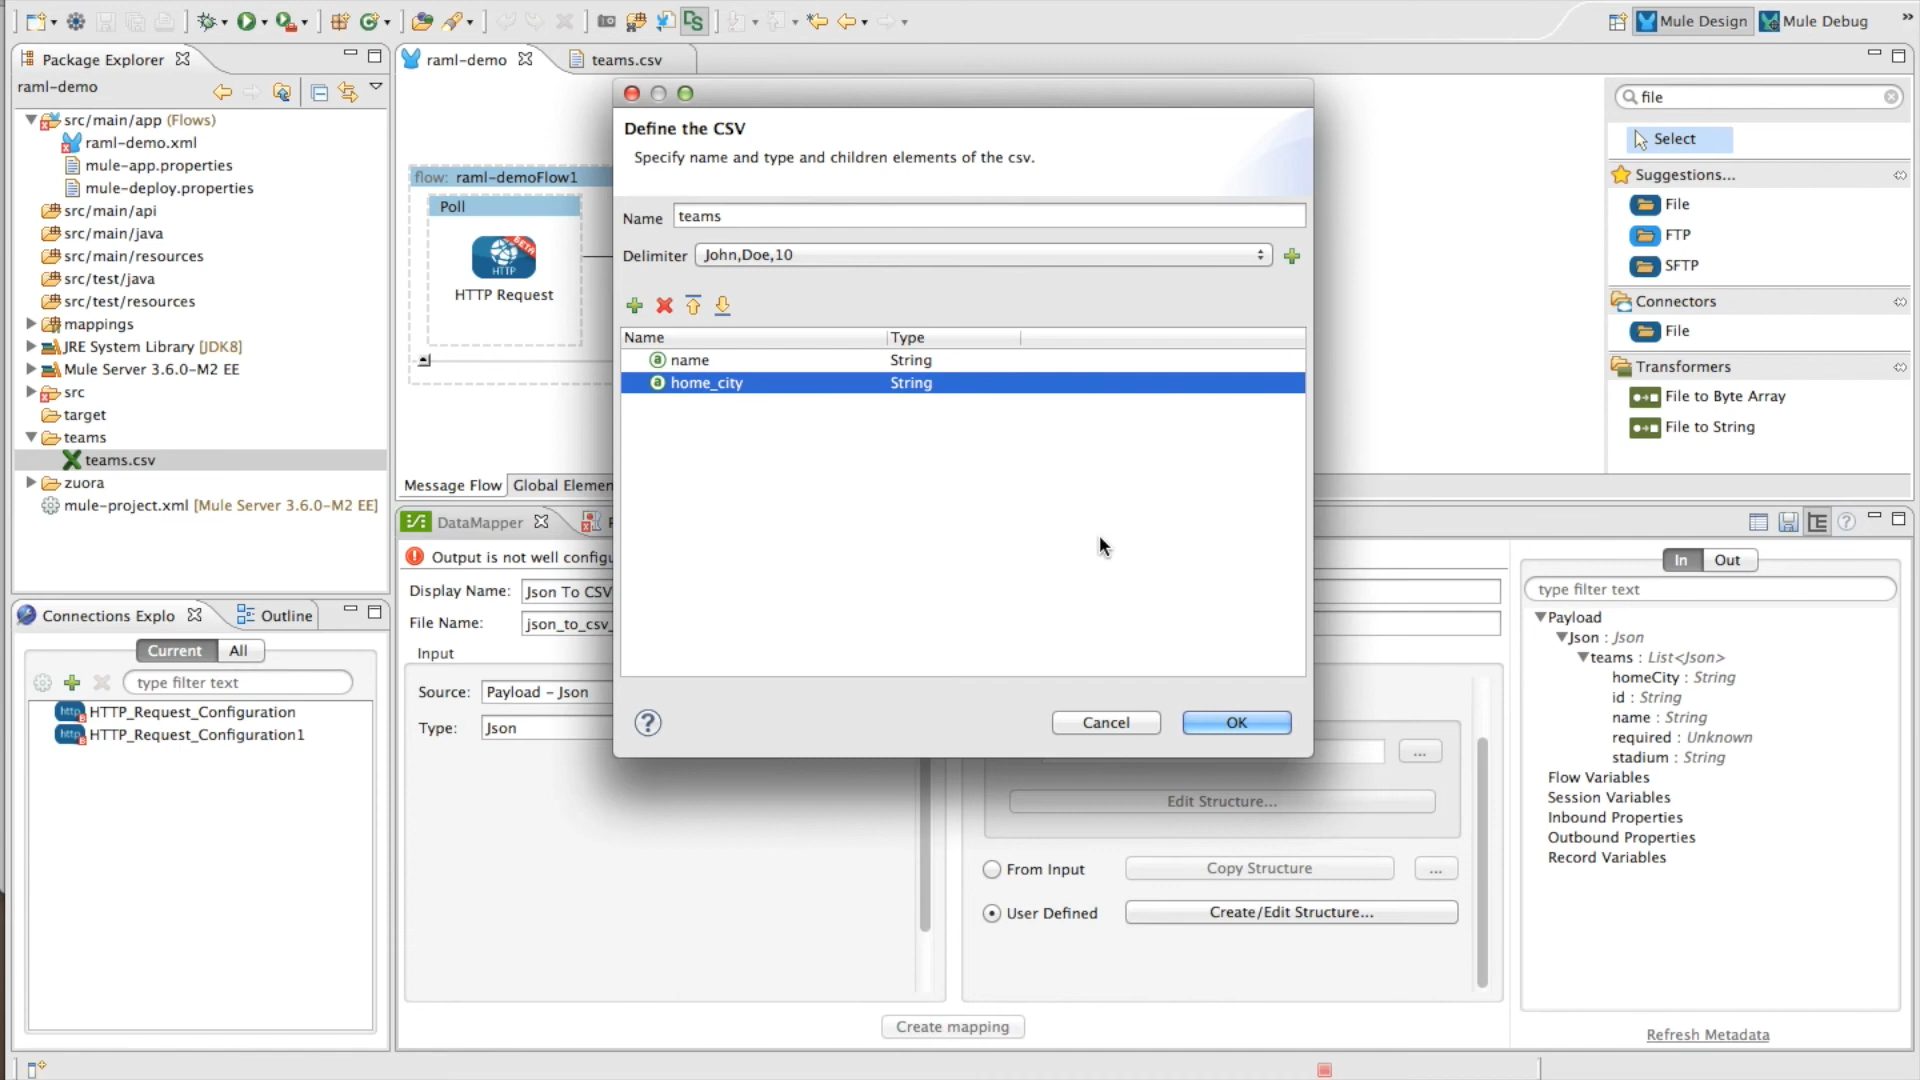 Mule Design
Mule Debug
Package Explorer
raml-demo
teams.csv
raml-demo
src/main/app (Flows)
raml-demo.xml
mule-app.properties
mule-deploy.properties
src/main/api
src/main/java
src/main/resources
src/test/java
src/test/resources
mappings
JRE System Library [JDK8]
Mule Server 3.6.0-M2 EE
src
target
teams
teams.csv
zuora
mule-project.xml [Mule Server 3.6.0-M2 EE]
flow: raml-demoFlow1
Poll
BETA
HTTP
HTTP Request
Message Flow
Global Elemen
Define the CSV
Specify name and type and children elements of the csv.
Name teams
Delimiter John,Doe,10
Name Type
name String
home_city String
Cancel
OK
file
Select
Suggestions...
File
FTP
SFTP
Connectors
File
Transformers
File to Byte Array
File to String
Connections Explo
Outline
Current
All
type filter text
HTTP_Request_Configuration
HTTP_Request_Configuration1
DataMapper
Output is not well configu
Display Name: Json To CSV
File Name: json_to_csv_
Input
Source: Payload - Json
Type: Json
...
Edit Structure...
From Input
Copy Structure
...
User Defined
Create/Edit Structure...
Create mapping
In
Out
type filter text
Payload
Json : Json
teams : List<Json>
homeCity : String
id : String
name : String
required : Unknown
stadium : String
Flow Variables
Session Variables
Inbound Properties
Outbound Properties
Record Variables
Refresh Metadata